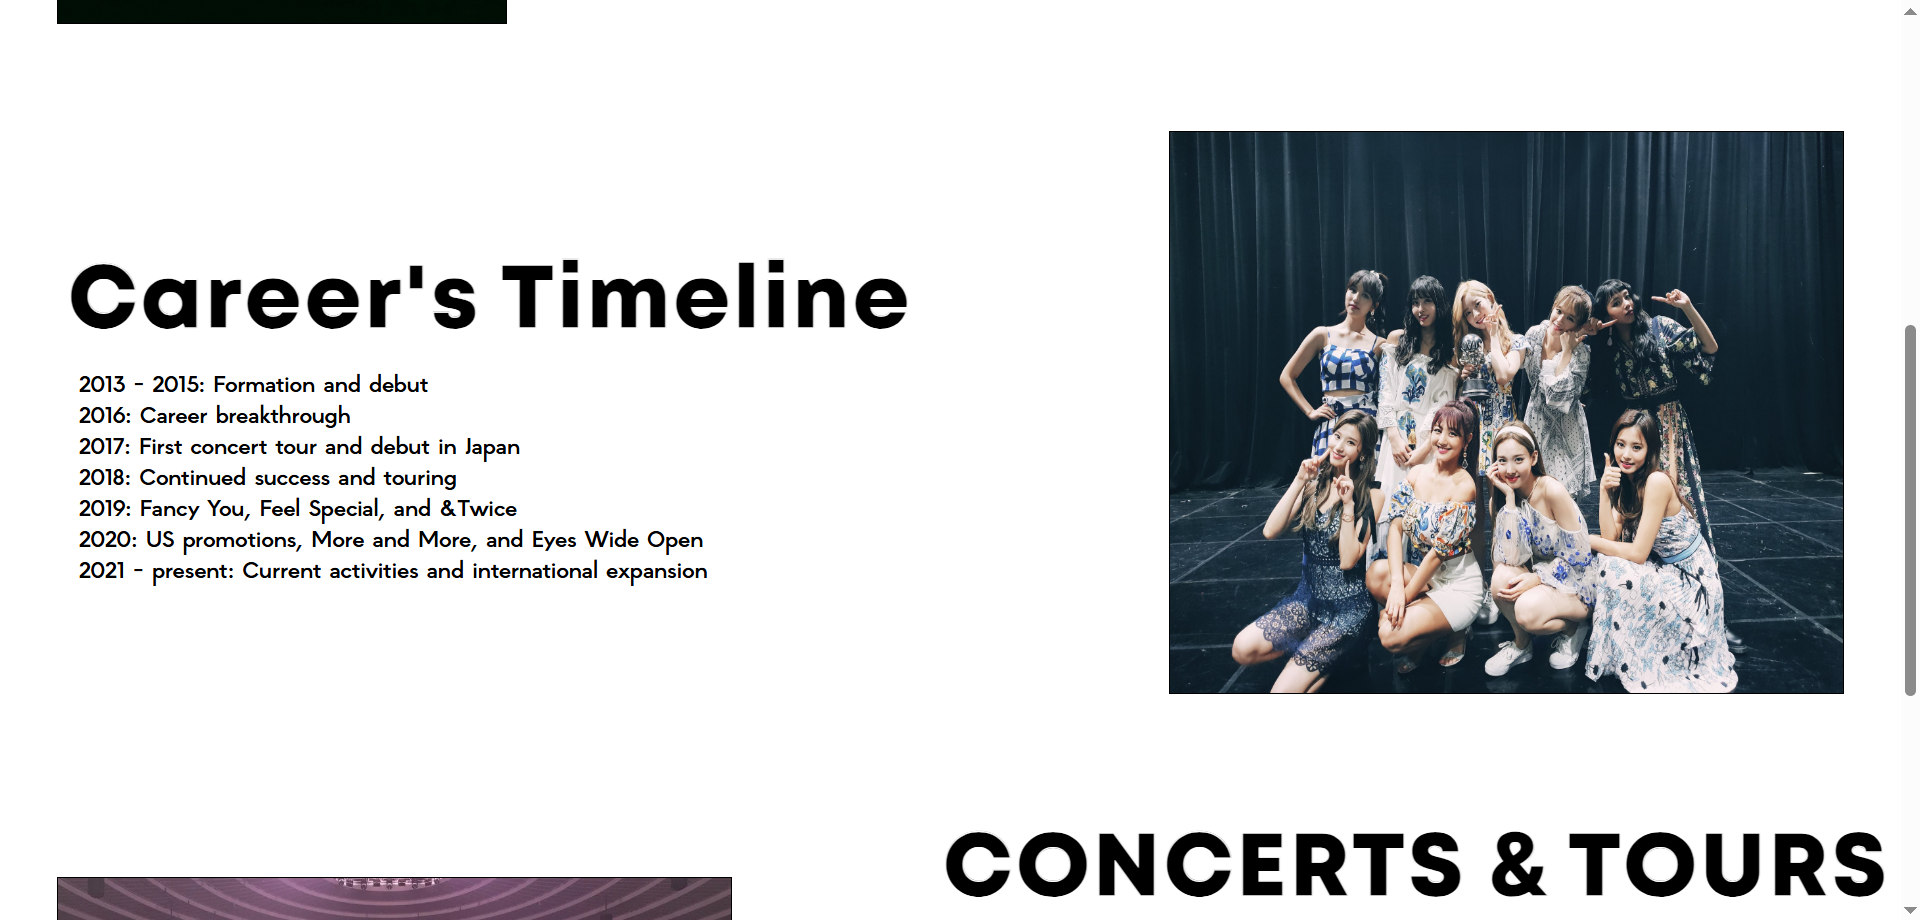 Career's Timeline
2013 - 2015: Formation and debut
2016: Career breakthrough
2017: First concert tour and debut in Japan
2018: Continued success and touring
2019: Fancy You, Feel Special, and &Twice
2020: US promotions, More and More, and Eyes Wide Open
2021 - present: Current activities and international expansion
CONCERTS & TOURS